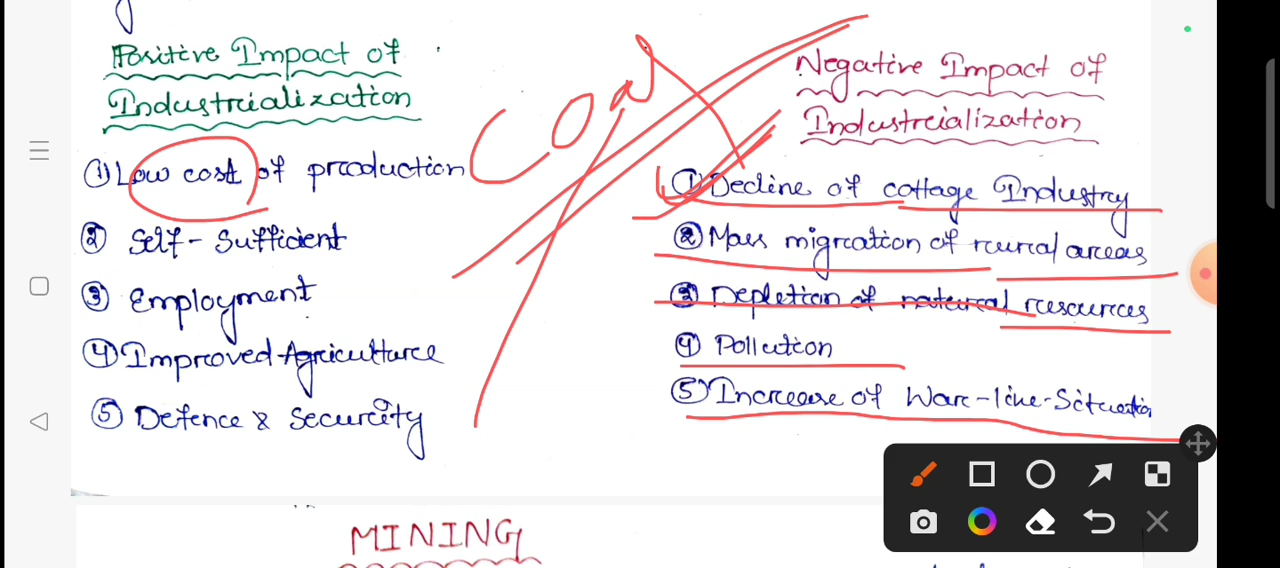 Positive Impact of
Industrialization
① Low cost of production
② Self-Sufficient
③ Employment
④ Improved Agriculture
⑤ Defence & Security
Coal
Negative Impact of
Industrialization
① Decline of cottage Industry
② Mass migration of rural areas
③ Depletion of natural resources
④ Pollution
⑤ Increase of War-like-Situation
MINING